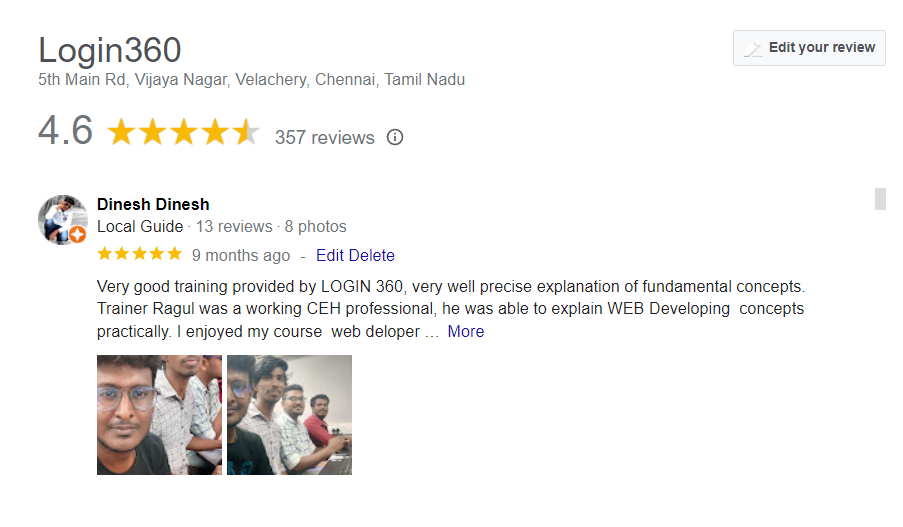 Login360
Edit your review
5th Main Rd, Vijaya Nagar, Velachery, Chennai, Tamil Nadu
4.6 357 reviews
Dinesh Dinesh
Local Guide · 13 reviews · 8 photos
9 months ago - Edit Delete
Very good training provided by LOGIN 360, very well precise explanation of fundamental concepts.
Trainer Ragul was a working CEH professional, he was able to explain WEB Developing concepts
practically. I enjoyed my course web deloper … More